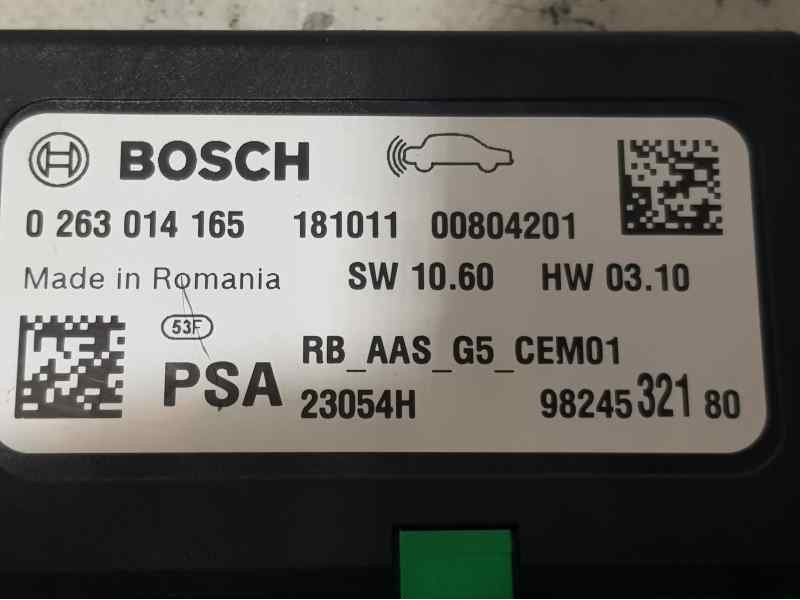 BOSCH
0 263 014 165 181011 00804201
Made in Romania SW 10.60 HW 03.10
53F
PSA RB_AAS_G5_CEM01
23054H 98245 321 80